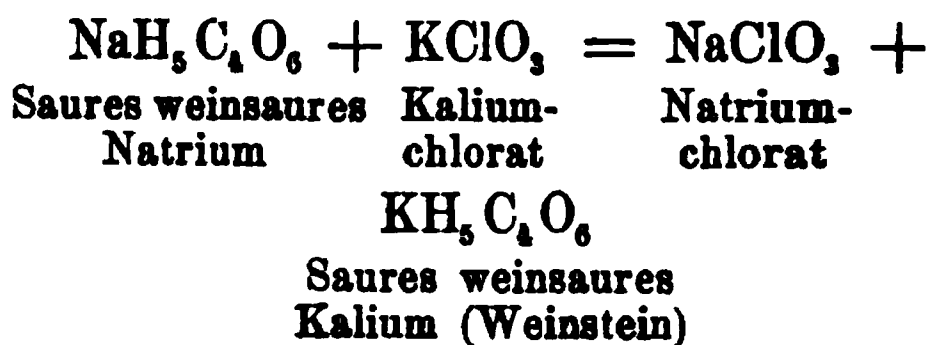 NaH₅C₄O₆ + KClO₃ = NaClO₃ +
Saures weinsaures Kalium- Natrium-
Natrium chlorat chlorat
KH₅C₄O₆
Saures weinsaures
Kalium (Weinstein)